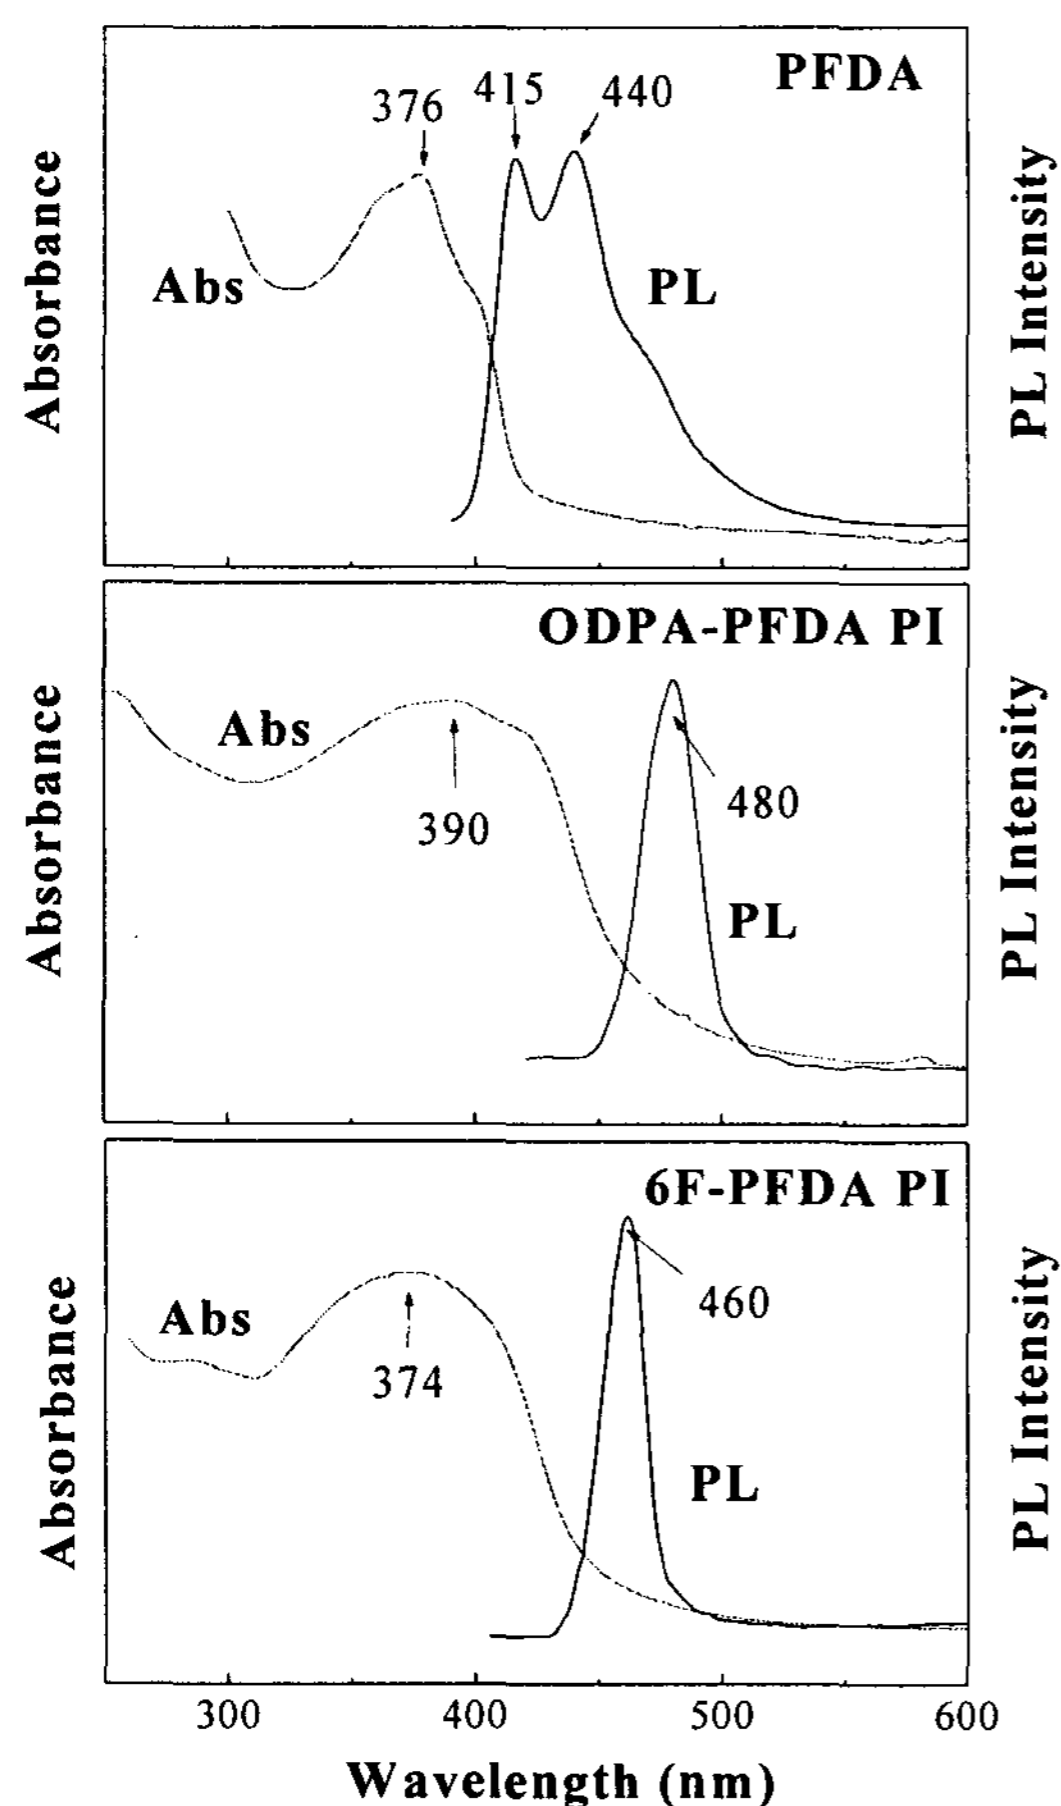 PFDA
376
415
440
Absorbance
Abs
PL
PL Intensity
ODPA-PFDA PI
Absorbance
Abs
390
480
PL
PL Intensity
6F-PFDA PI
Absorbance
Abs
374
460
PL
PL Intensity
300 400 500 600
Wavelength (nm)